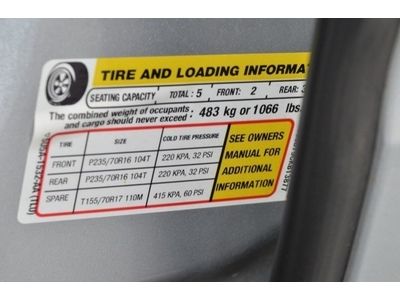 TIRE AND LOADING
SEATING CAPACITY TOTAL: 5 FRONT: 2 REAR:
The combined weight of occupants
and cargo should never exceed: 483 kg or 1066 lbs.
TIRE SIZE COLD TIRE PRESSURE
FRONT P235/70R16 104T 220 KPA, 32 PSI
REAR P235/70R16 104T 220 KPA, 32 PSI
SPARE T155/70R17 110M 415 KPA, 60 PSI
SEE OWNERS
MANUAL FOR
ADDITIONAL
INFORMATION